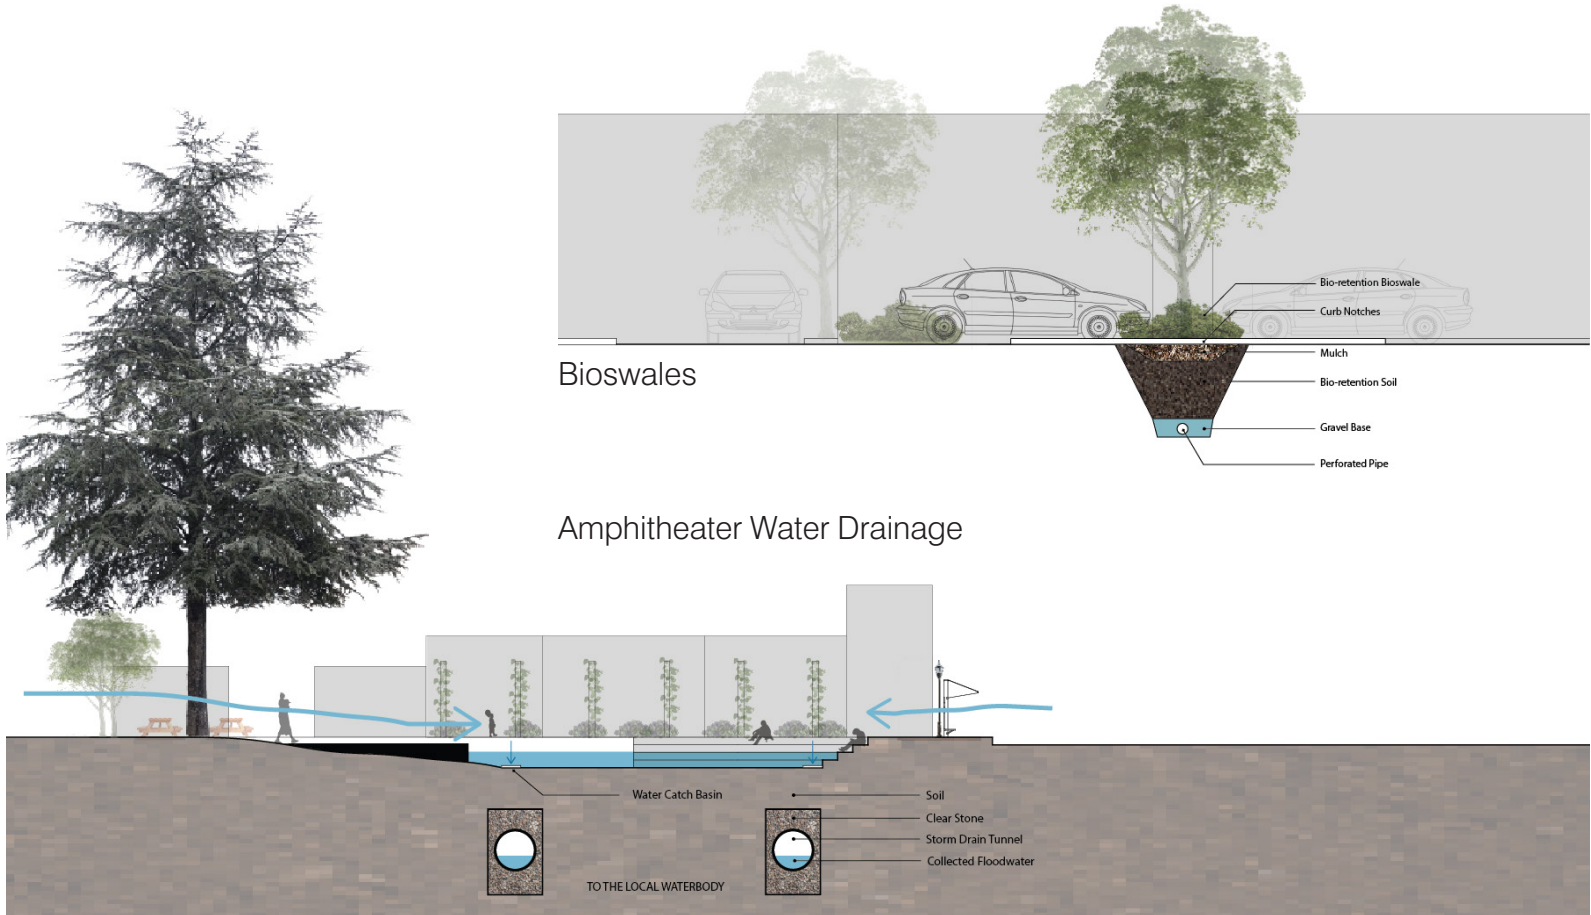 Bio-retention Bioswale
Curb Notches
Mulch
Bioswales
Bio-retention Soil
Gravel Base
Perforated Pipe
Amphitheater Water Drainage
Water Catch Basin
Soil
Clear Stone
Storm Drain Tunnel
Collected Floodwater
TO THE LOCAL WATERBODY